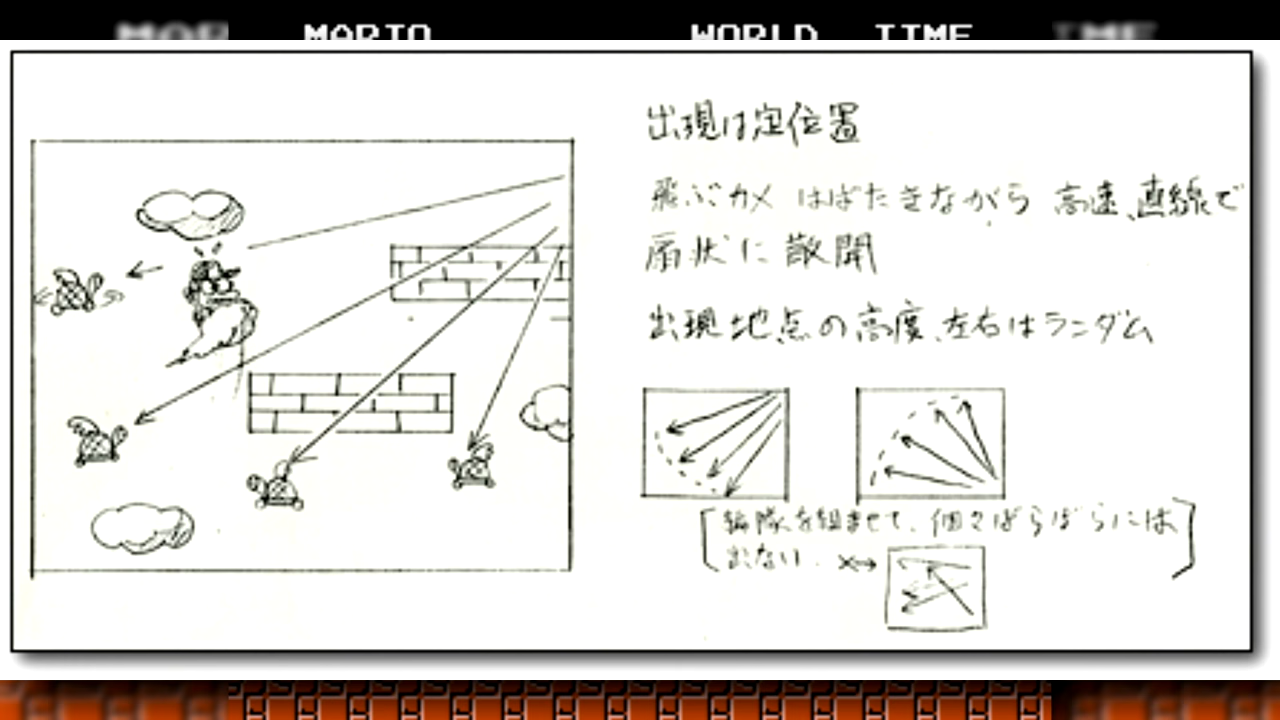 MARIO WORLD TIME
出現は定位置
飛ぶカメ はばたきながら 高速、直線で
扇状に 散開
出現地点の高度、左右はランダム
編隊を組ませて、個々ばらばらには
出ない.